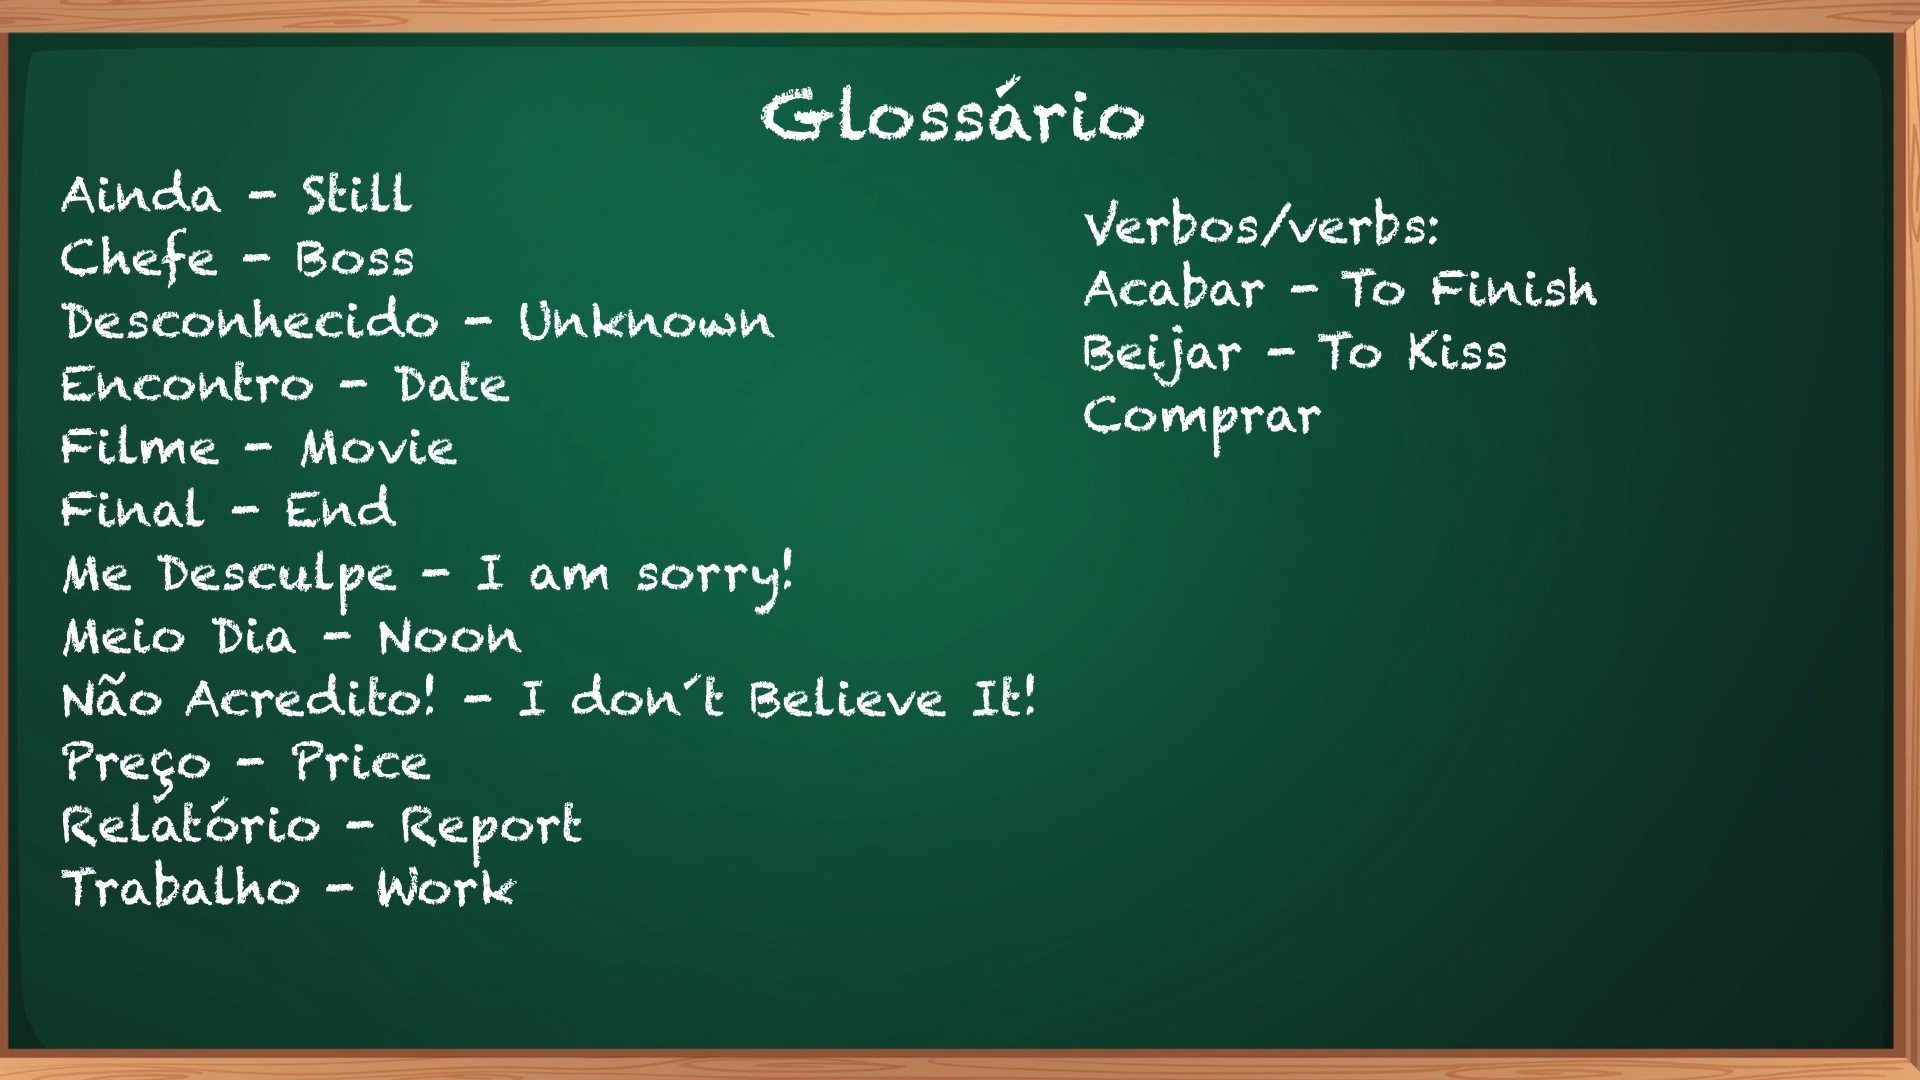 Glossário
Ainda - Still
Chefe - Boss
Desconhecido - Unknown
Encontro - Date
Filme - Movie
Final - End
Me Desculpe - I am sorry!
Meio Dia - Noon
Não Acredito! - I don´t Believe It!
Preço - Price
Relatório - Report
Trabalho - Work
Verbos/verbs:
Acabar - To Finish
Beijar - To Kiss
Comprar